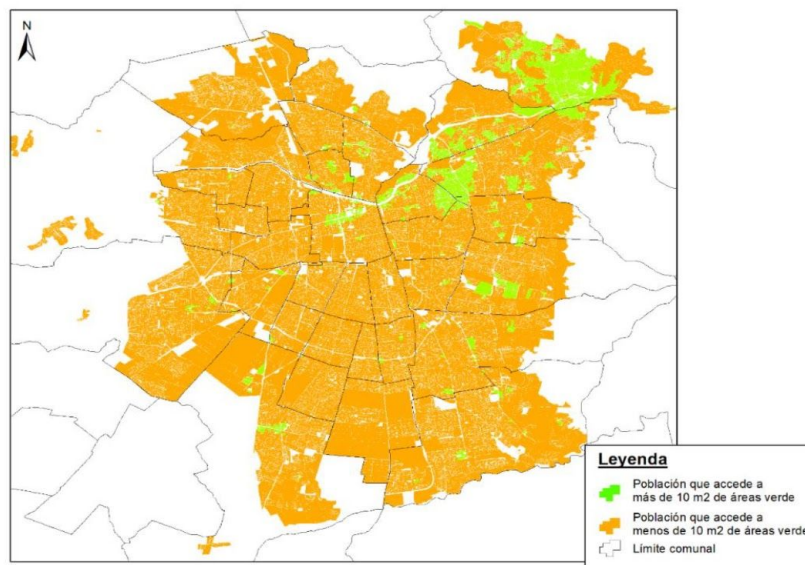 N
Leyenda
Población que accede a
más de 10 m2 de áreas verde
Población que accede a
menos de 10 m2 de áreas verde
Límite comunal